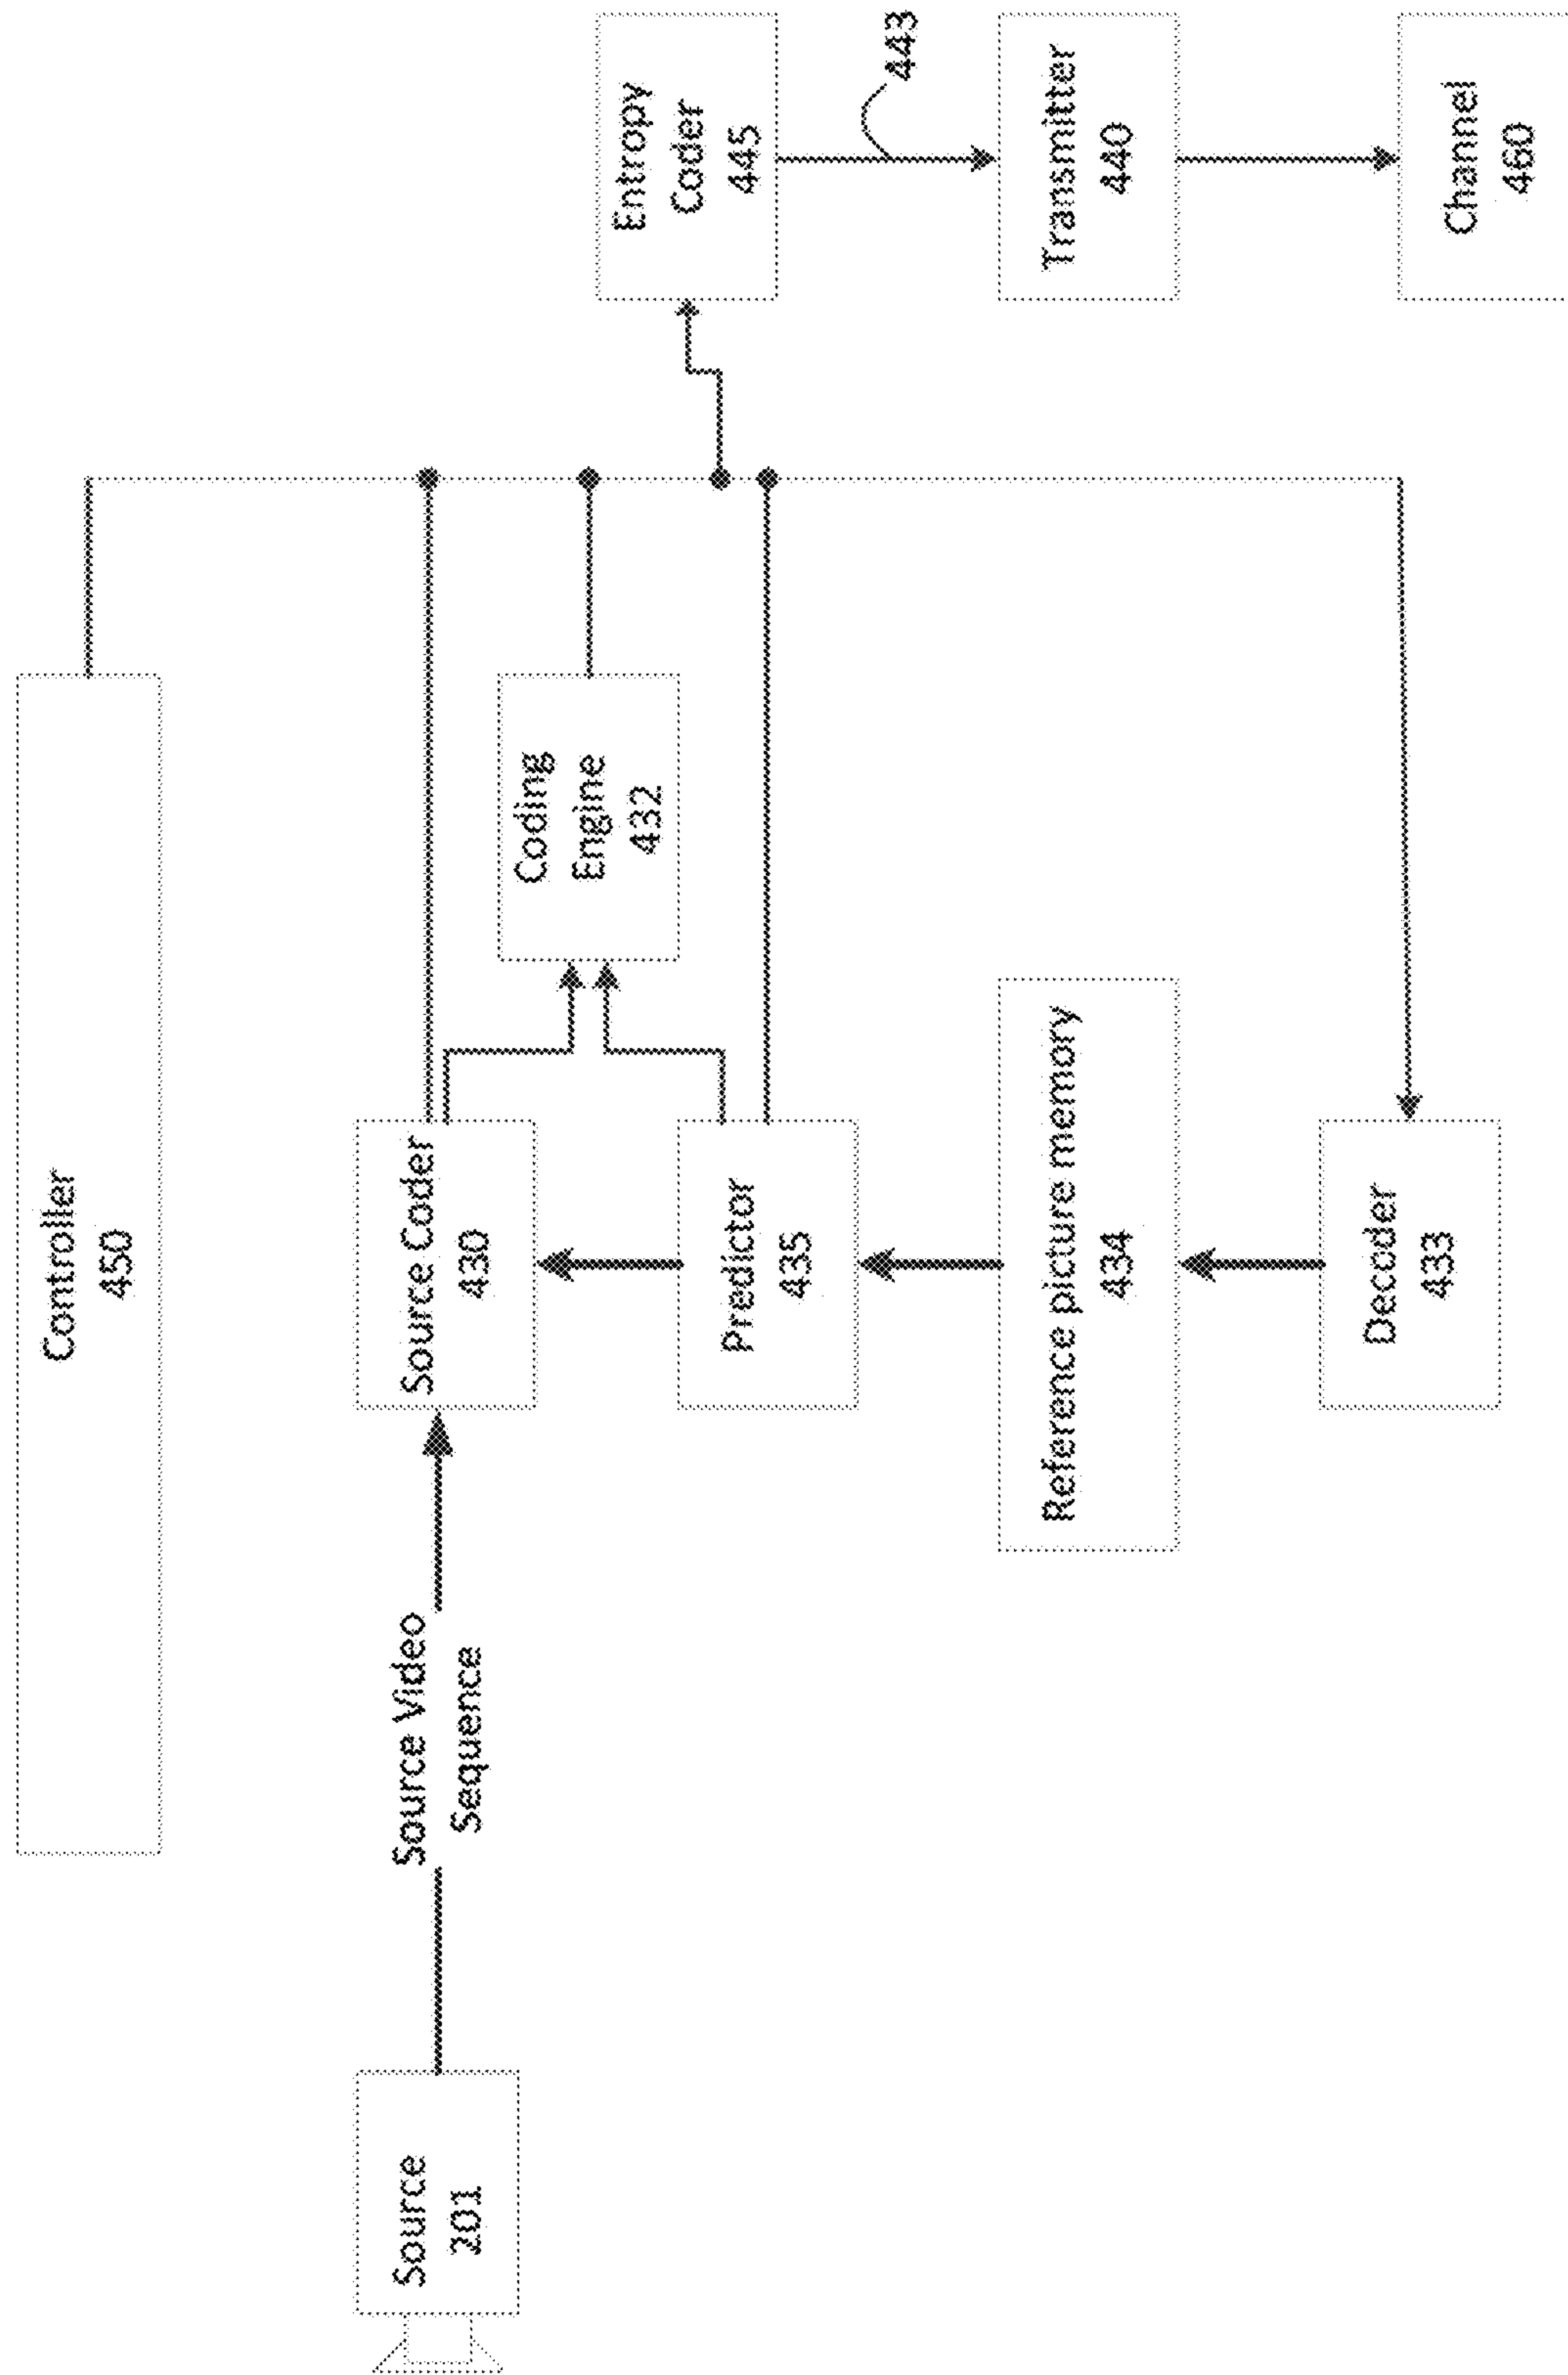 Controller
450
Source
201
Source Video
Sequence
Source Coder
430
Coding
Engine
432
Predictor
435
Reference picture memory
434
Decoder
433
Entropy
Coder
445
443
Transmitter
440
Channel
460